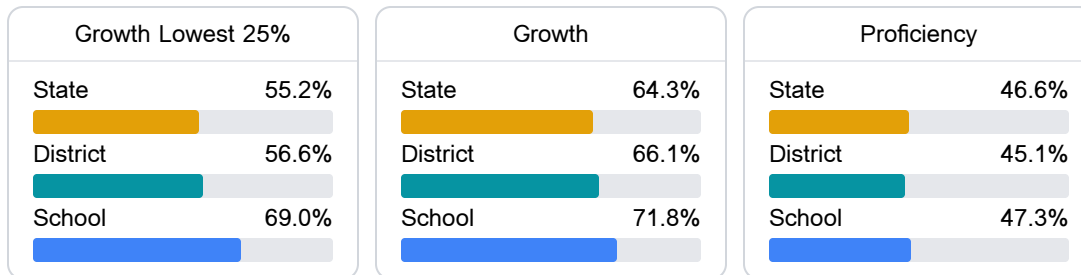 Growth Lowest 25%
State 55.2%
District 56.6%
School 69.0%
Growth
State 64.3%
District 66.1%
School 71.8%
Proficiency
State 46.6%
District 45.1%
School 47.3%